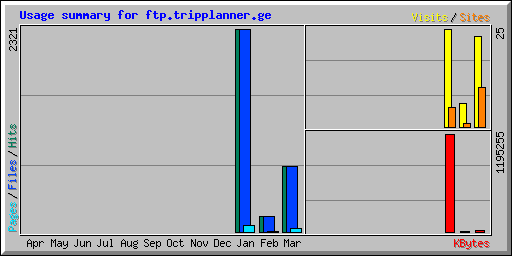 Usage summary for ftp.tripplanner.ge
Visits / Sites
2321
25
Pages / Files / Hits
1195255
Apr May Jun Jul Aug Sep Oct Nov Dec Jan Feb Mar
KBytes